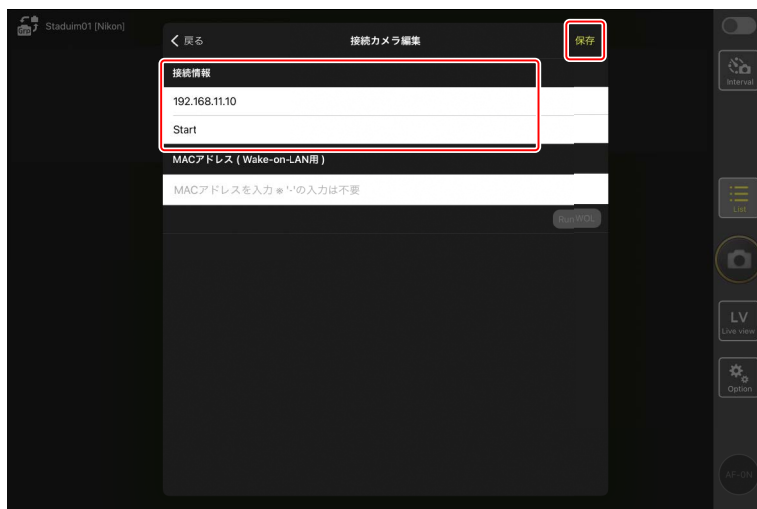 Grp
Staduim01 [Nikon]
戻る
接続カメラ編集
保存
接続情報
192.168.11.10
Start
MACアドレス ( Wake-on-LAN用 )
MACアドレスを入力 ※ '-'の入力は不要
Run WOL
Interval
List
LV
Live view
Option
AF-ON